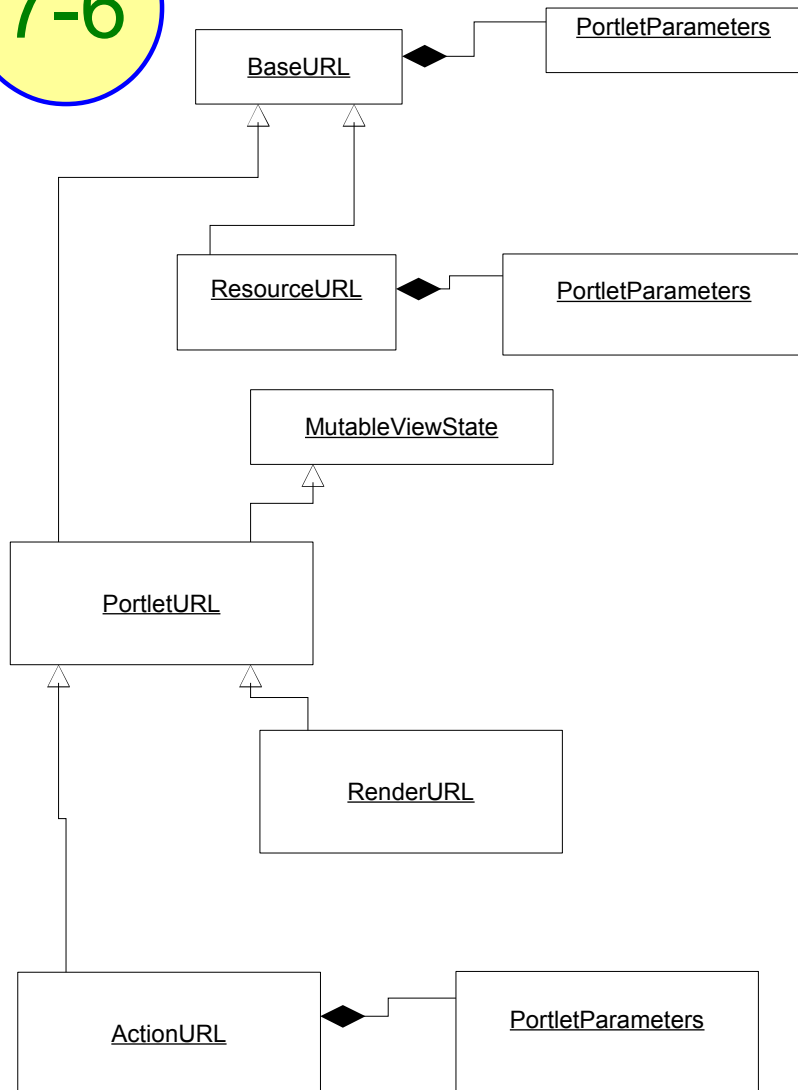 7-6
PortletParameters
BaseURL
ResourceURL
PortletParameters
MutableViewState
PortletURL
RenderURL
ActionURL
PortletParameters